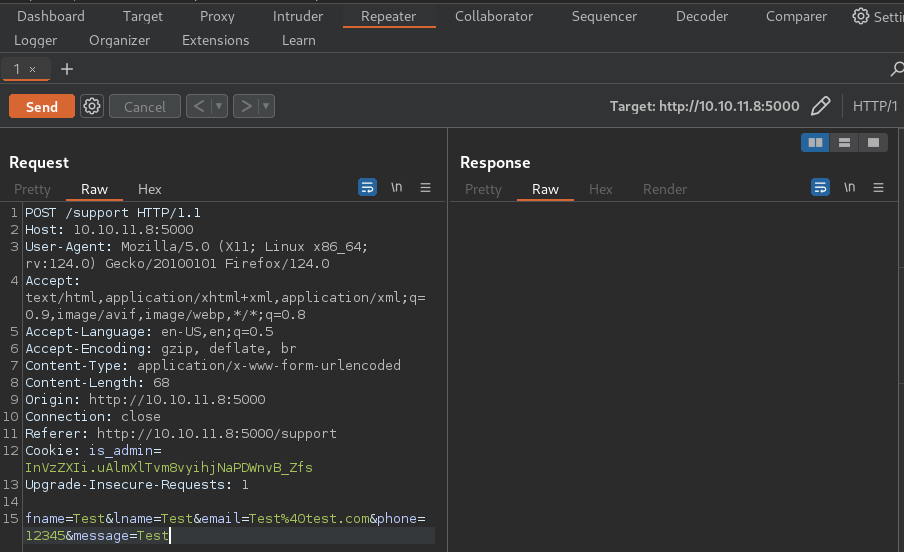 Dashboard Target Proxy Intruder Repeater Collaborator Sequencer Decoder Comparer Settin
Logger Organizer Extensions Learn
1 × +
Send Cancel < > Target: http://10.10.11.8:5000 HTTP/1
Request
Pretty Raw Hex \n
1 POST /support HTTP/1.1
2 Host: 10.10.11.8:5000
3 User-Agent: Mozilla/5.0 (X11; Linux x86_64;
rv:124.0) Gecko/20100101 Firefox/124.0
4 Accept:
text/html,application/xhtml+xml,application/xml;q=
0.9,image/avif,image/webp,*/*;q=0.8
5 Accept-Language: en-US,en;q=0.5
6 Accept-Encoding: gzip, deflate, br
7 Content-Type: application/x-www-form-urlencoded
8 Content-Length: 68
9 Origin: http://10.10.11.8:5000
10 Connection: close
11 Referer: http://10.10.11.8:5000/support
12 Cookie: is_admin=
InVzZXIi.uAlmXlTvm8vyihjNaPDWnvB_Zfs
13 Upgrade-Insecure-Requests: 1
14
15 fname=Test&lname=Test&email=Test%40test.com&phone=
12345&message=Test
Response
Pretty Raw Hex Render \n